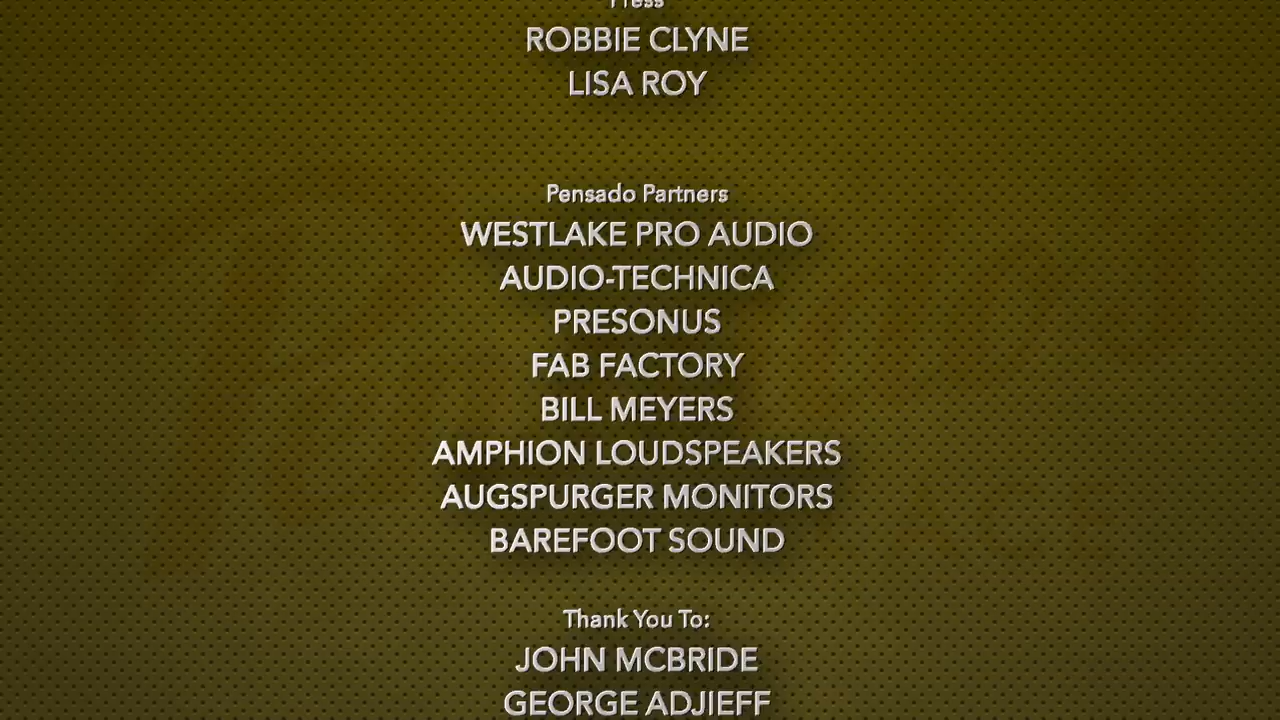 Press
ROBBIE CLYNE
LISA ROY
Pensado Partners
WESTLAKE PRO AUDIO
AUDIO-TECHNICA
PRESONUS
FAB FACTORY
BILL MEYERS
AMPHION LOUDSPEAKERS
AUGSPURGER MONITORS
BAREFOOT SOUND
Thank You To:
JOHN MCBRIDE
GEORGE ADJIEFF